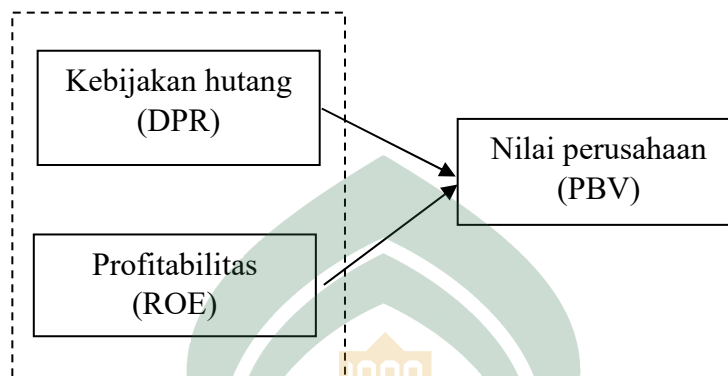 Kebijakan hutang
(DPR)
Nilai perusahaan
(PBV)
Profitabilitas
(ROE)